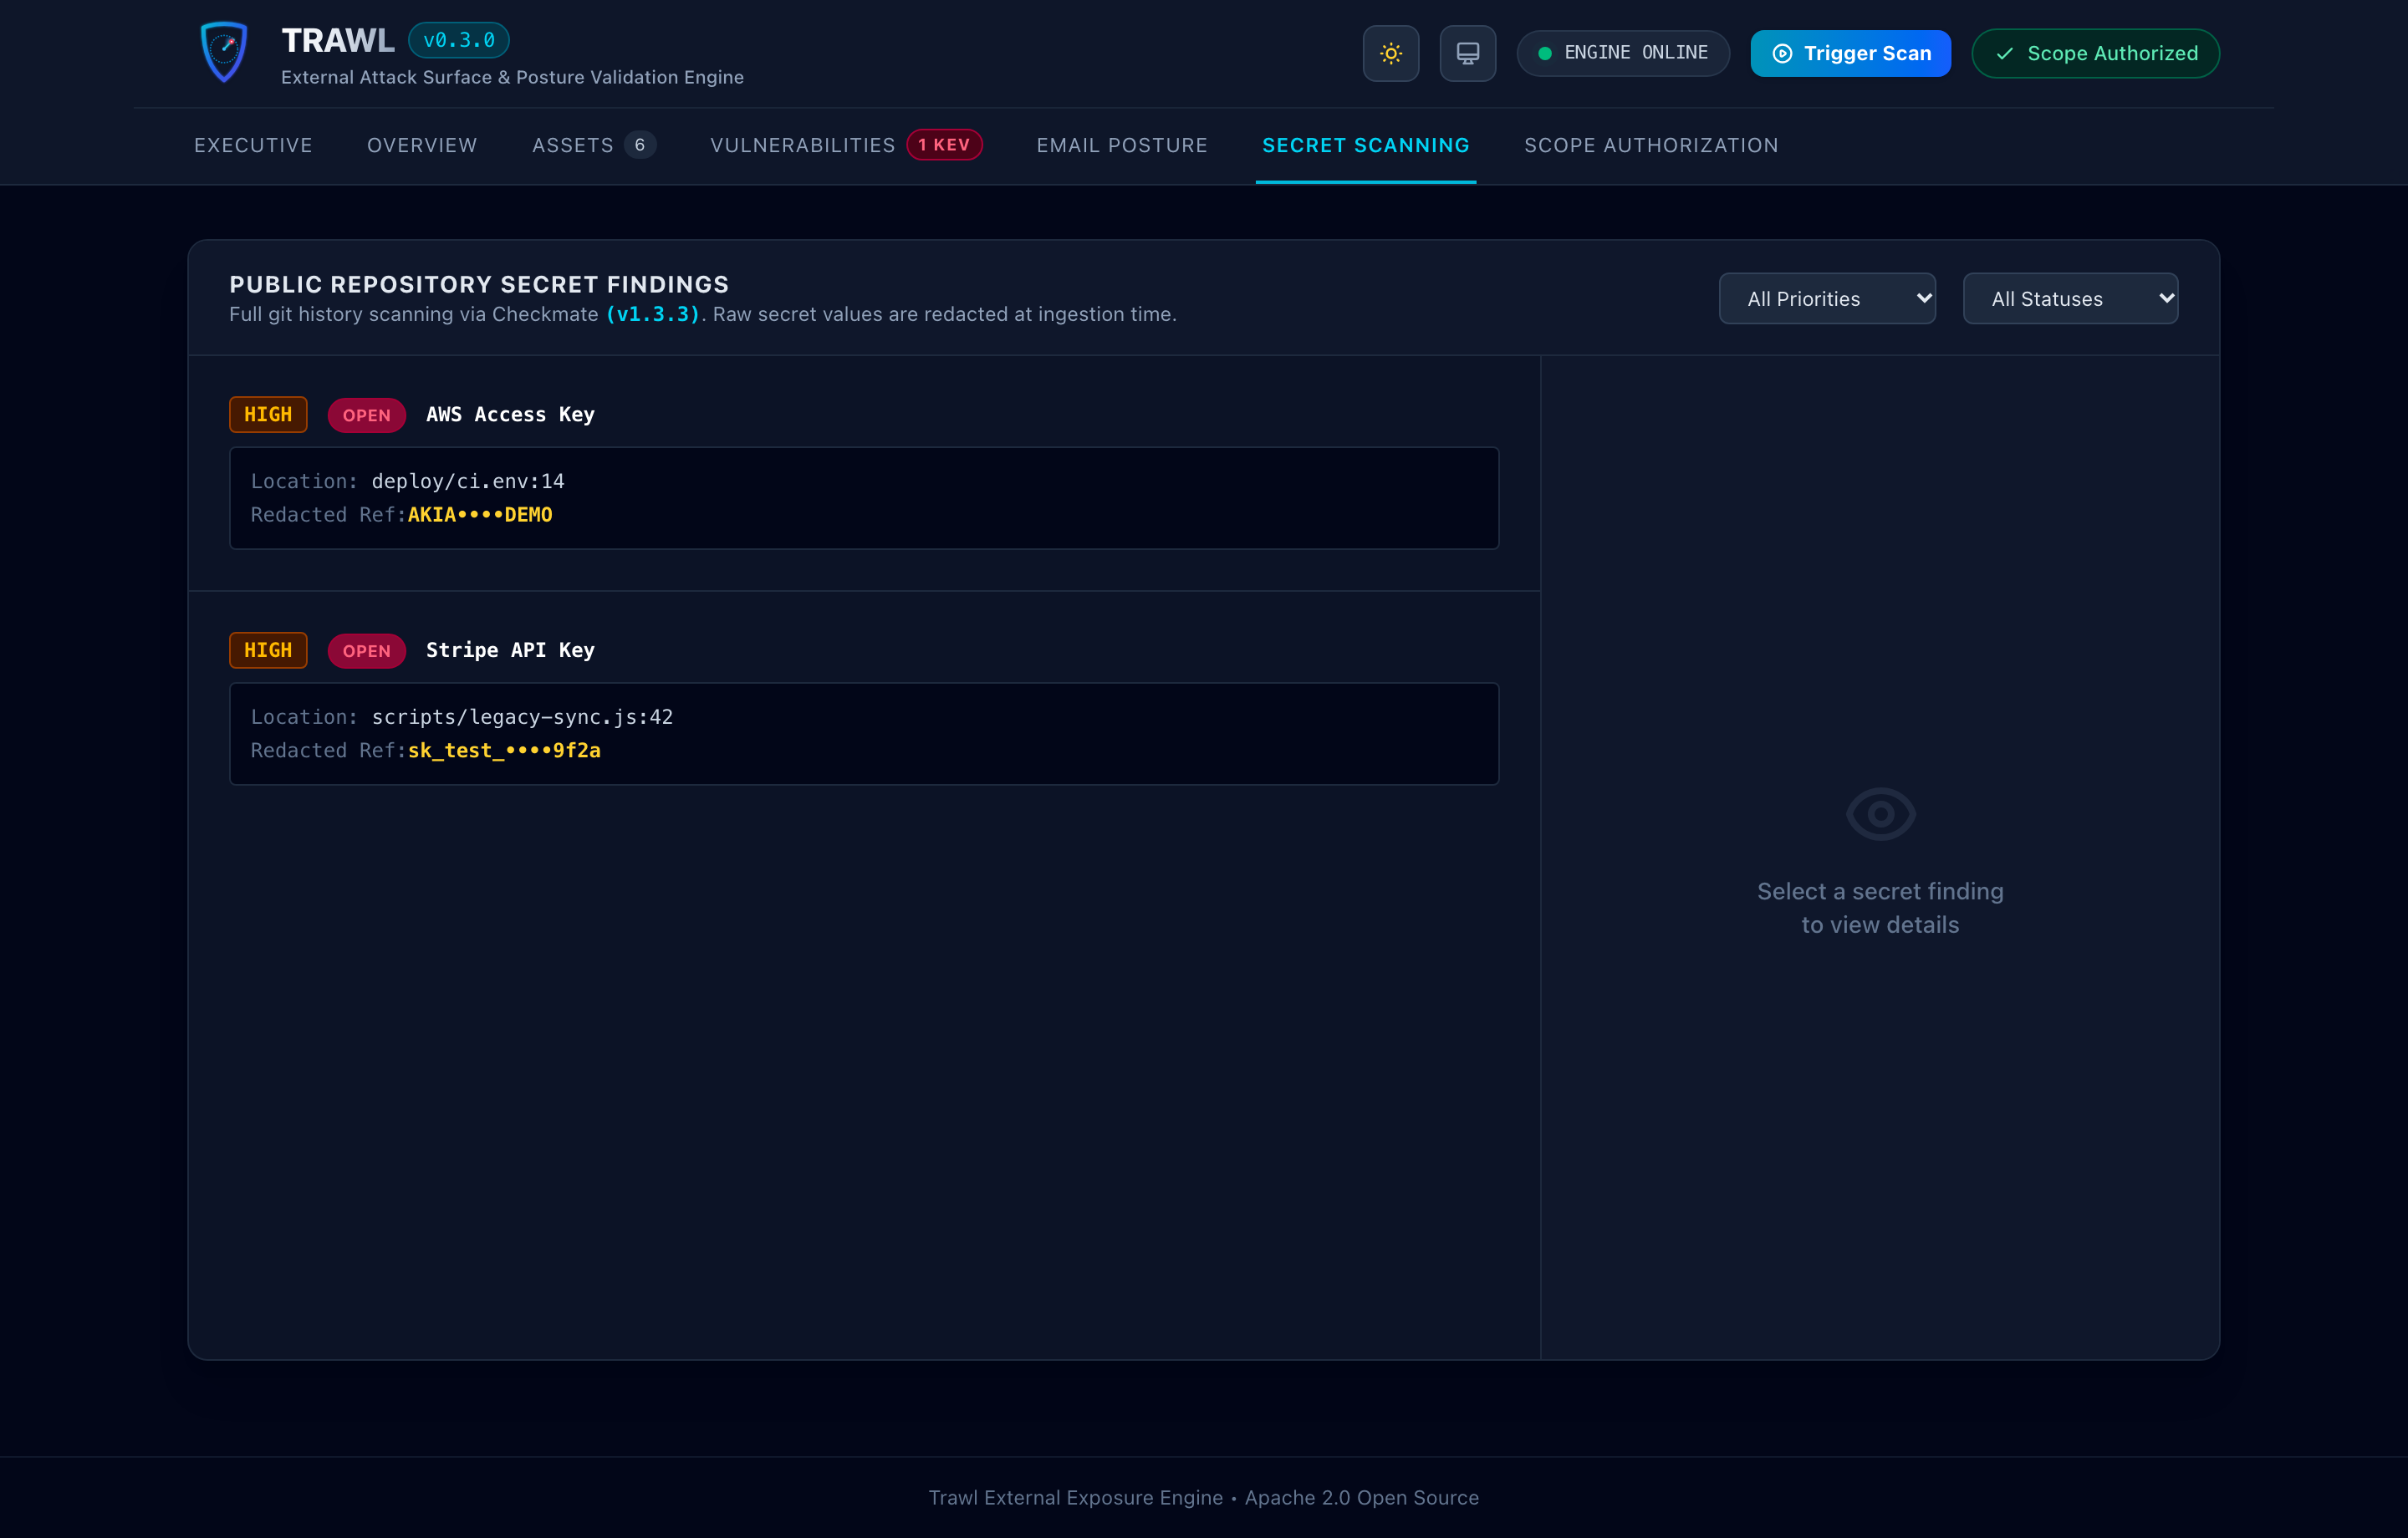 TRAWL v0.3.0
External Attack Surface & Posture Validation Engine
ENGINE ONLINE
Trigger Scan
Scope Authorized
EXECUTIVE OVERVIEW ASSETS 6 VULNERABILITIES 1 KEV EMAIL POSTURE SECRET SCANNING SCOPE AUTHORIZATION
PUBLIC REPOSITORY SECRET FINDINGS
Full git history scanning via Checkmate (v1.3.3). Raw secret values are redacted at ingestion time.
All Priorities
All Statuses
HIGH OPEN AWS Access Key
Location: deploy/ci.env:14
Redacted Ref:AKIA••••DEMO
HIGH OPEN Stripe API Key
Location: scripts/legacy-sync.js:42
Redacted Ref:sk_test_••••9f2a
Select a secret finding
to view details
Trawl External Exposure Engine • Apache 2.0 Open Source